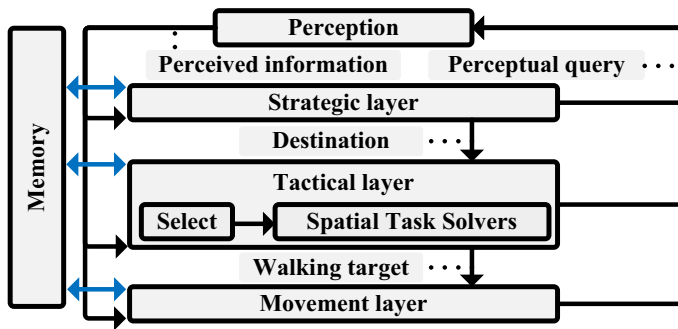 Perception
Perceived information
Perceptual query
Strategic layer
Destination
Memory
Tactical layer
Select
Spatial Task Solvers
Walking target
Movement layer